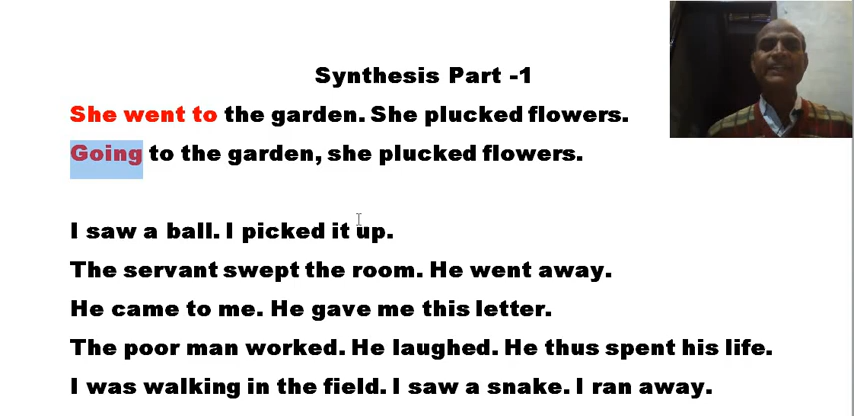 Synthesis Part -1
She went to the garden. She plucked flowers.
Going to the garden, she plucked flowers.
I saw a ball. I picked it up.
The servant swept the room. He went away.
He came to me. He gave me this letter.
The poor man worked. He laughed. He thus spent his life.
I was walking in the field. I saw a snake. I ran away.